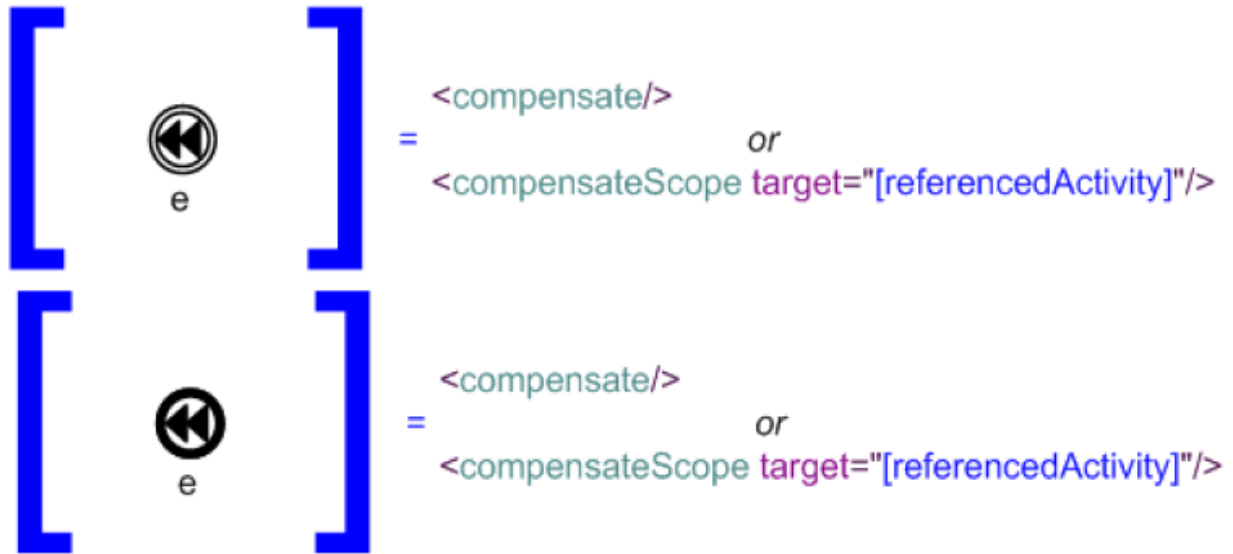 <compensate/>
e
=
or
<compensateScope target="[referencedActivity]"/>
<compensate/>
e
=
or
<compensateScope target="[referencedActivity]"/>